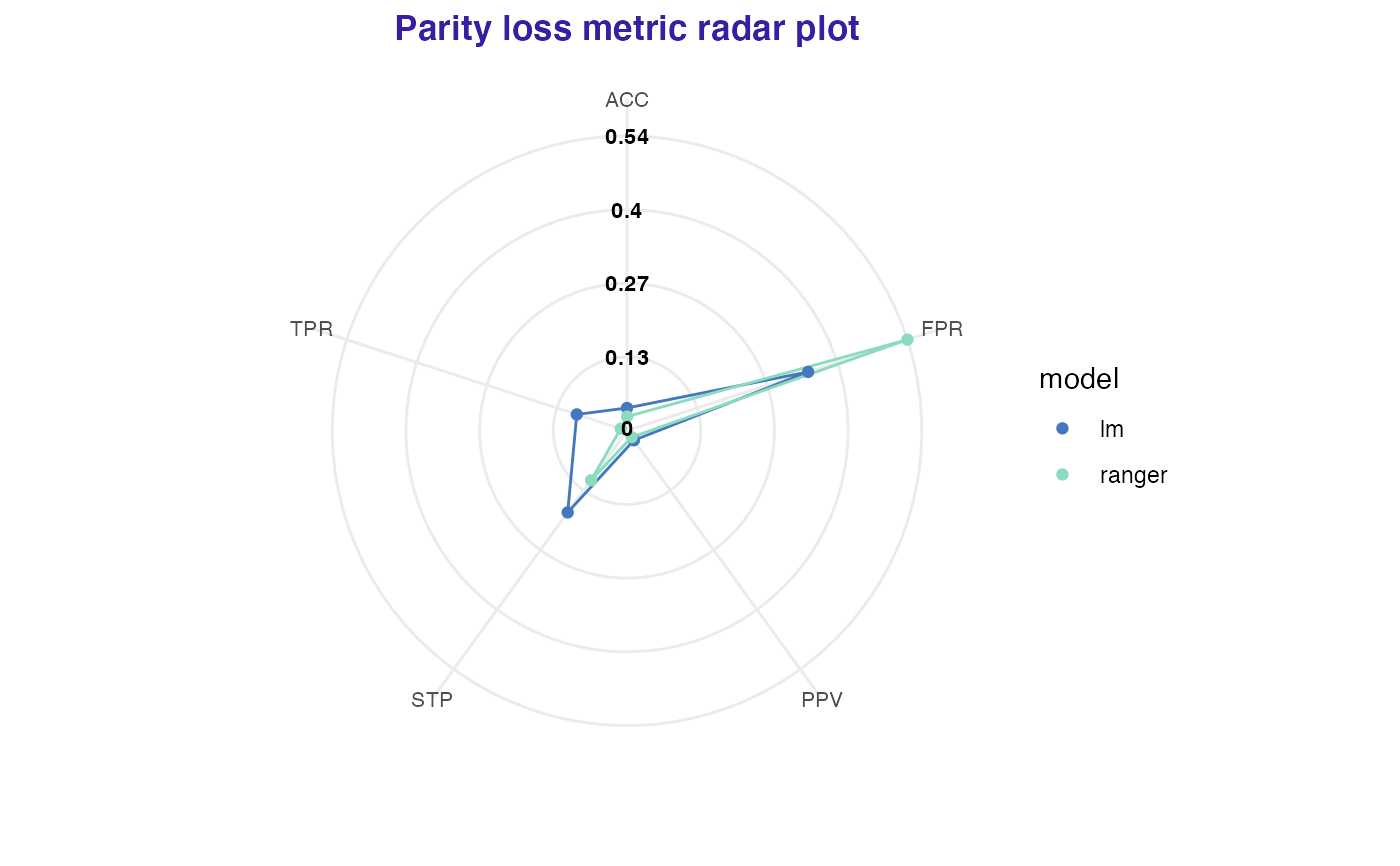 Parity loss metric radar plot
ACC
0.54
0.4
0.27
0.13
0
TPR
FPR
STP
PPV
model
lm
ranger